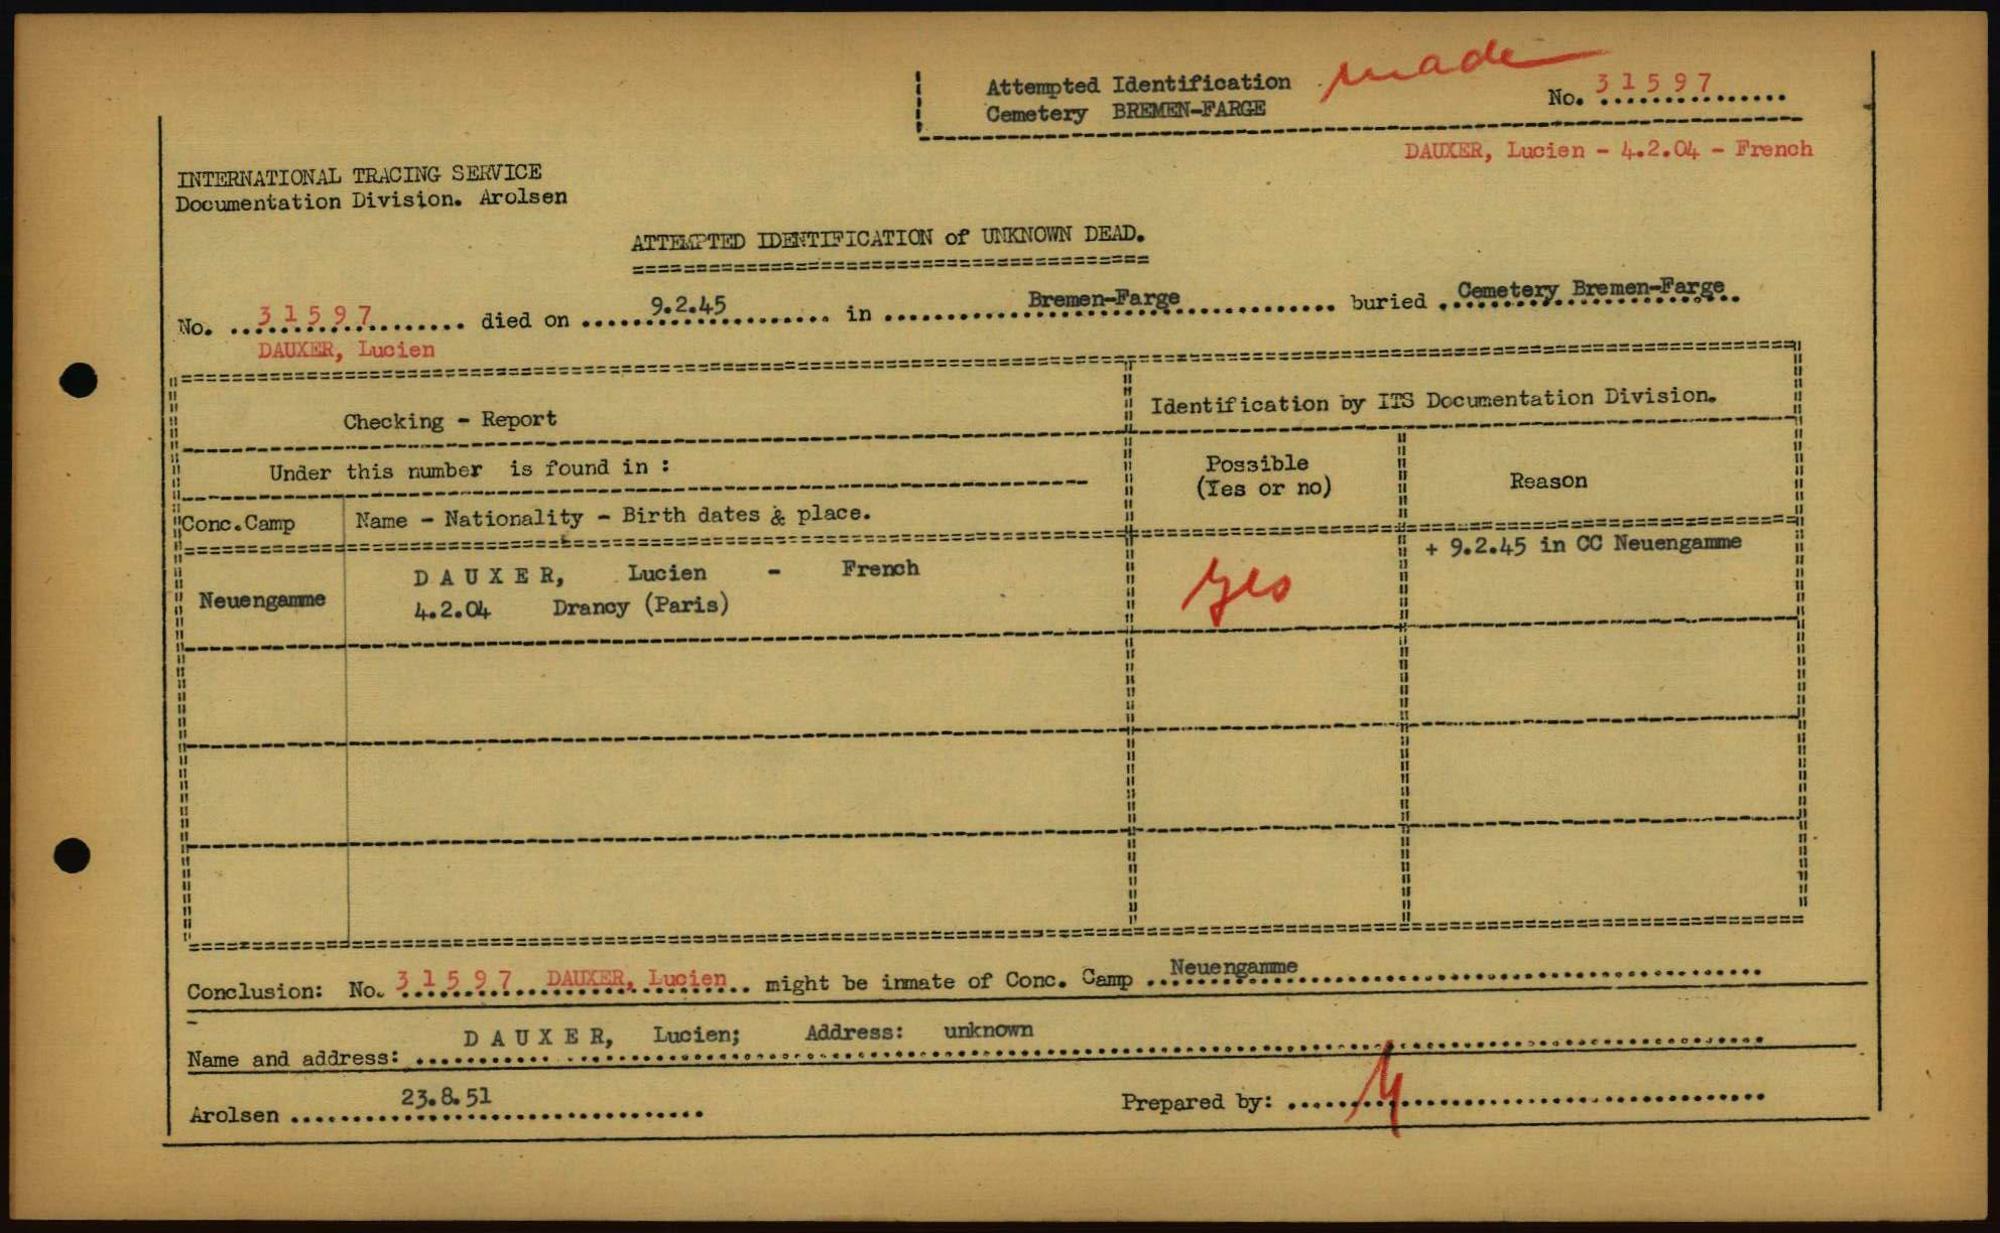 Attempted Identification made
Cemetery BREMEN-FARGE
No. 31597
DAUXER, Lucien - 4.2.04 - French
INTERNATIONAL TRACING SERVICE
Documentation Division. Arolsen
ATTEMPTED IDENTIFICATION of UNKNOWN DEAD.
No. 31597 died on 9.2.45 in Bremen-Farge buried Cemetery Bremen-Farge
DAUXER, Lucien
Checking - Report
Identification by ITS Documentation Division.
Under this number is found in :
Possible
(Yes or no)
Reason
Conc.Camp
Name - Nationality - Birth dates & place.
Neuengamme
D A U X E R, Lucien - French
4.2.04 Drancy (Paris)
yes
+ 9.2.45 in CC Neuengamme
Conclusion: No. 31597 DAUXER, Lucien might be inmate of Conc. Camp Neuengamme
Name and address: D A U X E R, Lucien; Address: unknown
Arolsen 23.8.51
Prepared by: